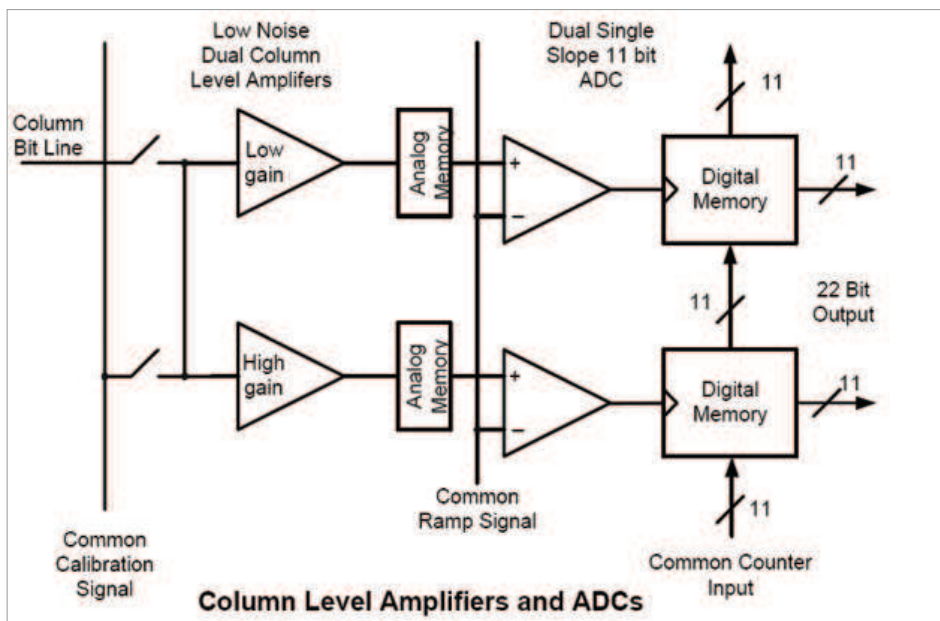 Low Noise
Dual Column
Level Amplifers
Dual Single
Slope 11 bit
ADC
11
Column
Bit Line
Low
gain
Analog
Memory
+
−
Digital
Memory
11
11
22 Bit
Output
High
gain
Analog
Memory
+
−
Digital
Memory
11
11
Common
Ramp Signal
Common
Calibration
Signal
Common Counter
Input
Column Level Amplifiers and ADCs